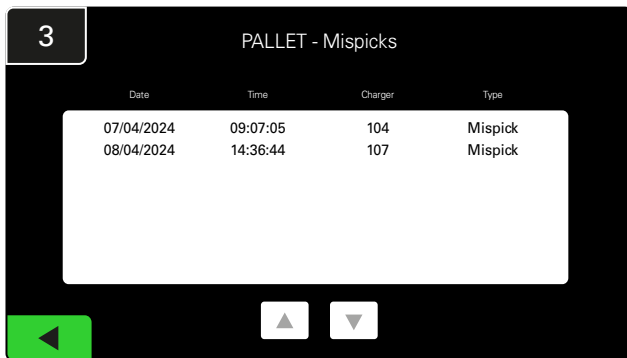 3
PALLET - Mispicks
Date Time Charger Type
07/04/2024 09:07:05 104 Mispick
08/04/2024 14:36:44 107 Mispick